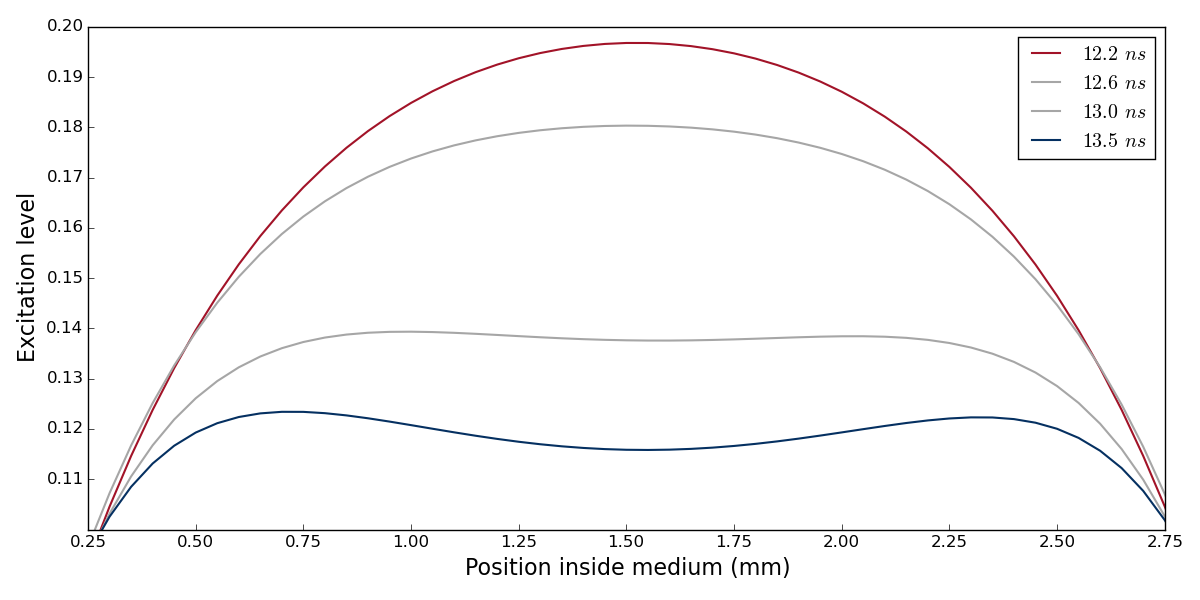 0.20
0.19
0.18
0.17
0.16
0.15
0.14
0.13
0.12
0.11
Excitation level
12.2 ns
12.6 ns
13.0 ns
13.5 ns
0.25 0.50 0.75 1.00 1.25 1.50 1.75 2.00 2.25 2.50 2.75
Position inside medium (mm)